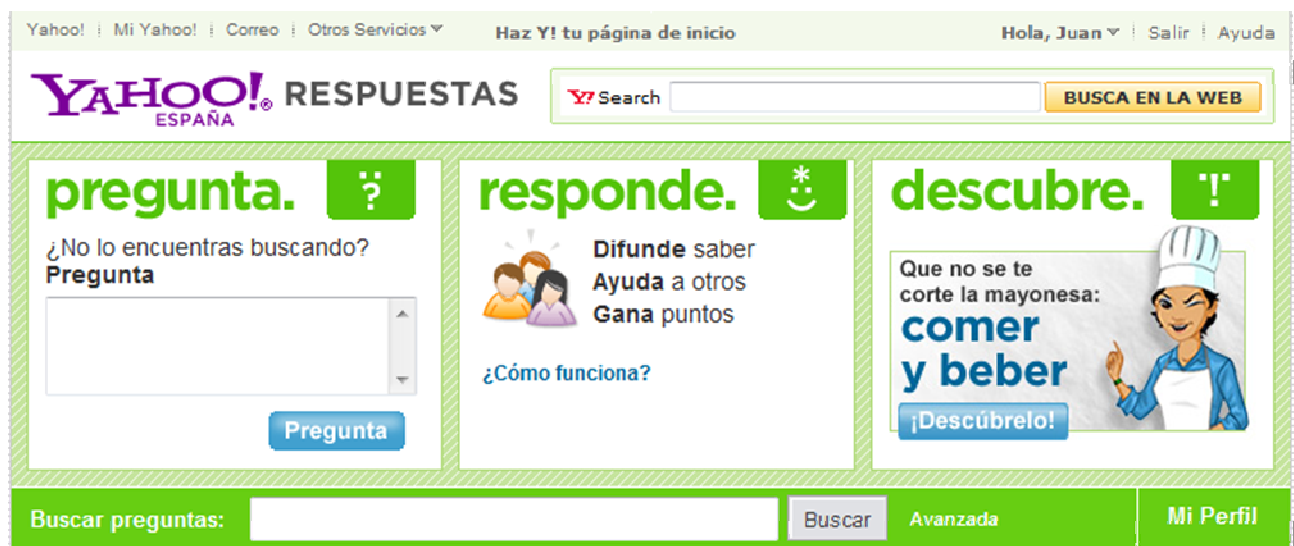 Yahoo! Mi Yahoo! Correo Otros Servicios Haz Y! tu página de inicio Hola, Juan Salir Ayuda
YAHOO!® RESPUESTAS
ESPAÑA
Y? Search BUSCA EN LA WEB
pregunta. ?
¿No lo encuentras buscando?
Pregunta
Pregunta
responde.
Difunde saber
Ayuda a otros
Gana puntos
¿Cómo funciona?
descubre. "!"
Que no se te
corte la mayonesa:
comer
y beber
¡Descúbrelo!
Buscar preguntas: Buscar Avanzada Mi Perfil